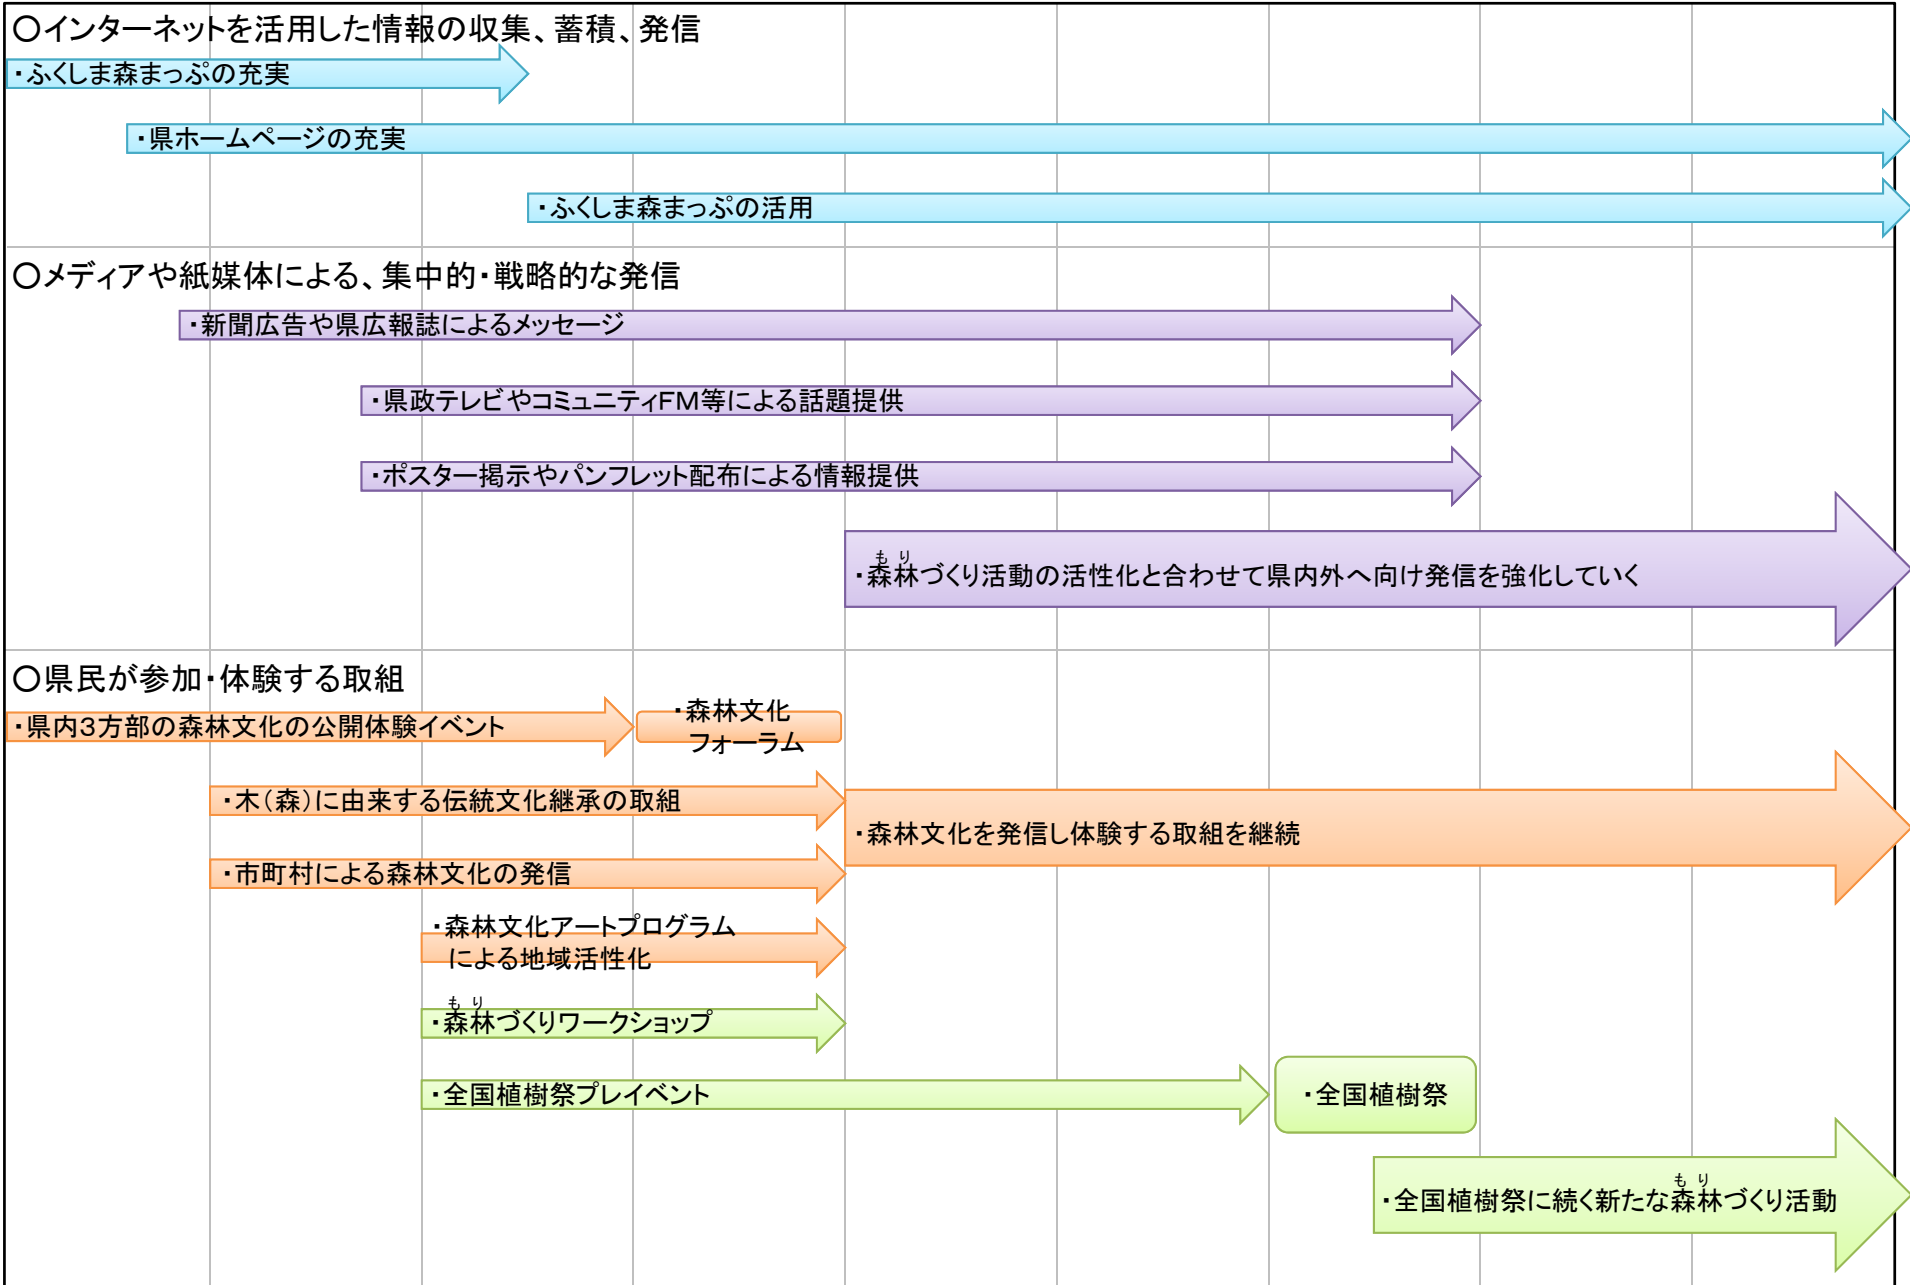 ○インターネットを活用した情報の収集、蓄積、発信
・ふくしま森まっぷの充実
・県ホームページの充実
・ふくしま森まっぷの活用
○メディアや紙媒体による、集中的・戦略的な発信
・新聞広告や県広報誌によるメッセージ
・県政テレビやコミュニティFM等による話題提供
・ポスター掲示やパンフレット配布による情報提供
もり
・森林づくり活動の活性化と合わせて県内外へ向け発信を強化していく
○県民が参加・体験する取組
・県内3方部の森林文化の公開体験イベント
・森林文化
フォーラム
・木(森)に由来する伝統文化継承の取組
・森林文化を発信し体験する取組を継続
・市町村による森林文化の発信
・森林文化アートプログラム
による地域活性化
もり
・森林づくりワークショップ
・全国植樹祭プレイベント
・全国植樹祭
もり
・全国植樹祭に続く新たな森林づくり活動